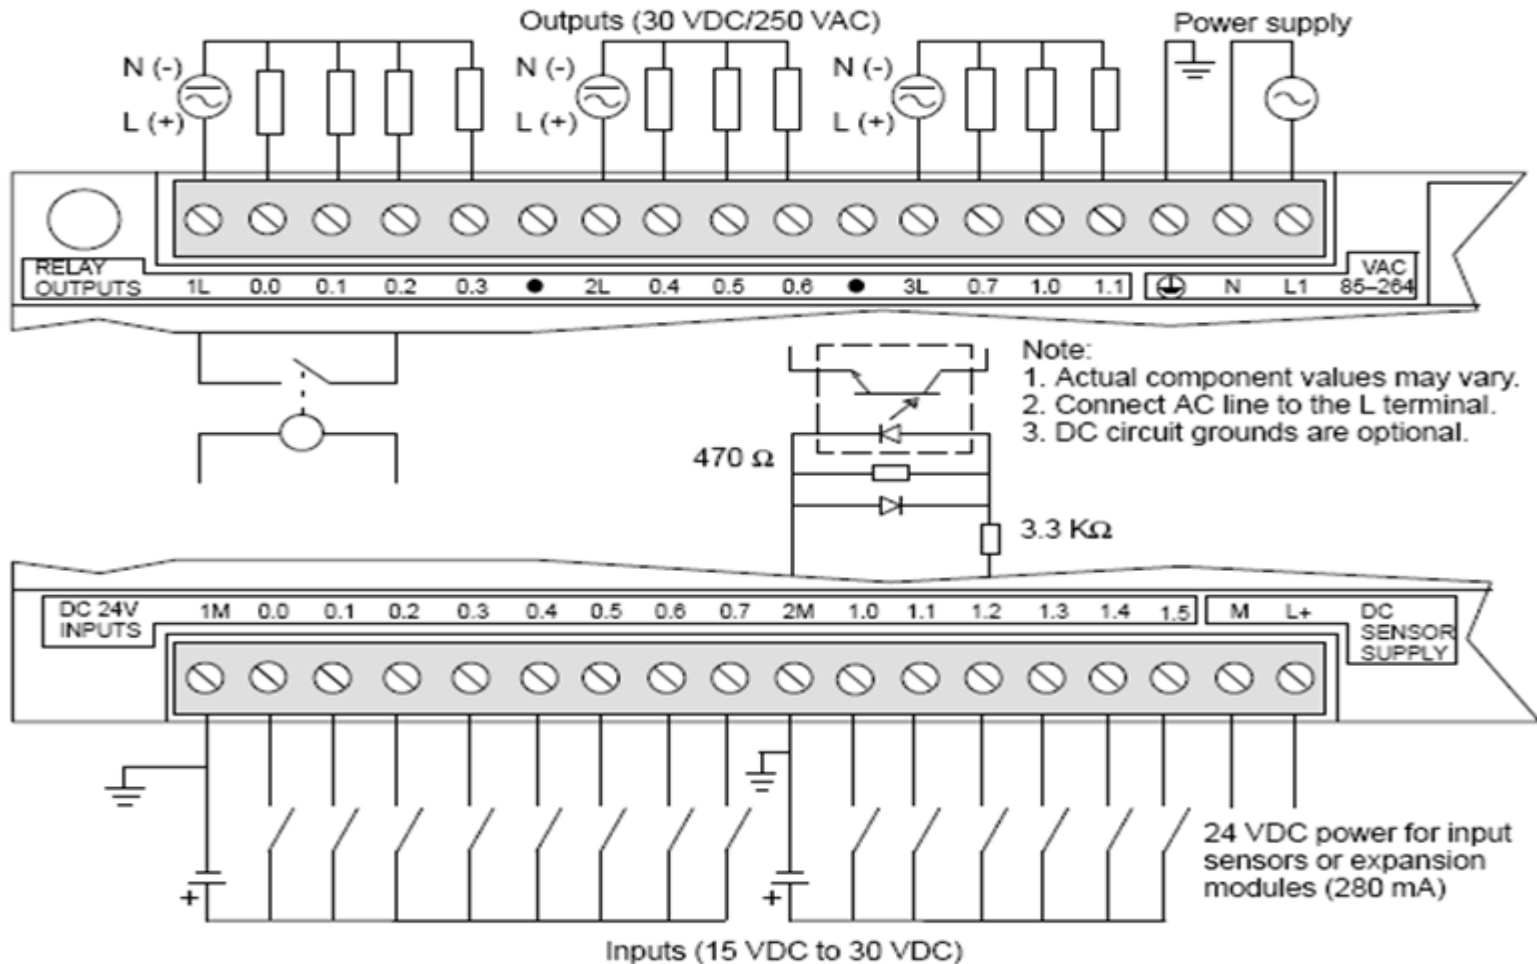 Outputs (30 VDC/250 VAC)
Power supply
N (-)
L (+)
N (-)
L (+)
N (-)
L (+)
RELAY
OUTPUTS
1L 0.0 0.1 0.2 0.3 ● 2L 0.4 0.5 0.6 ● 3L 0.7 1.0 1.1 N L1
VAC
85–264
Note:
1. Actual component values may vary.
2. Connect AC line to the L terminal.
3. DC circuit grounds are optional.
470 Ω
3.3 KΩ
DC 24V
INPUTS
1M 0.0 0.1 0.2 0.3 0.4 0.5 0.6 0.7 2M 1.0 1.1 1.2 1.3 1.4 1.5 M L+
DC
SENSOR
SUPPLY
+
+
24 VDC power for input
sensors or expansion
modules (280 mA)
Inputs (15 VDC to 30 VDC)